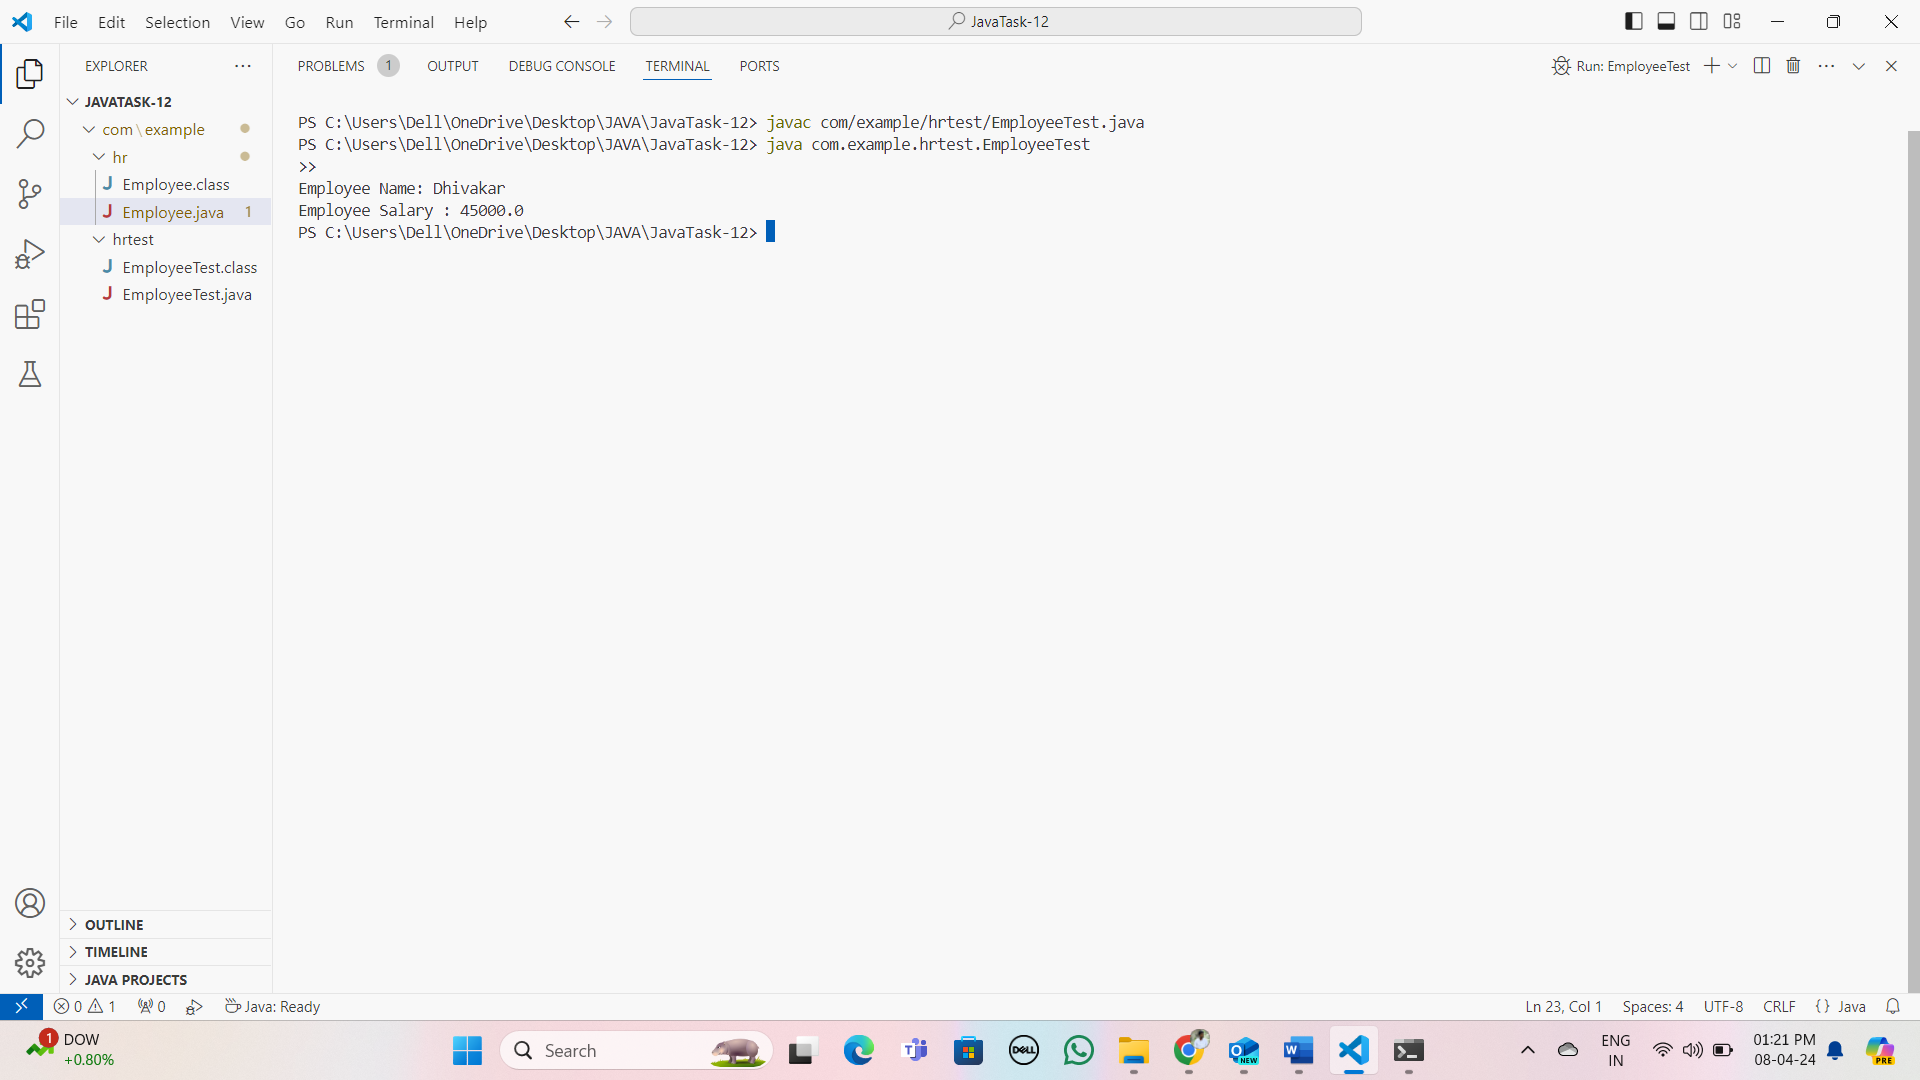 File Edit Selection View Go Run Terminal Help
JavaTask-12
EXPLORER
JAVATASK-12
com\example
hr
Employee.class
Employee.java 1
hrtest
EmployeeTest.class
EmployeeTest.java
OUTLINE
TIMELINE
JAVA PROJECTS
PROBLEMS 1 OUTPUT DEBUG CONSOLE TERMINAL PORTS
Run: EmployeeTest
PS C:\Users\Dell\OneDrive\Desktop\JAVA\JavaTask-12> javac com/example/hrtest/EmployeeTest.java
PS C:\Users\Dell\OneDrive\Desktop\JAVA\JavaTask-12> java com.example.hrtest.EmployeeTest
>>
Employee Name: Dhivakar
Employee Salary : 45000.0
PS C:\Users\Dell\OneDrive\Desktop\JAVA\JavaTask-12>
0 1 0 Java: Ready
Ln 23, Col 1 Spaces: 4 UTF-8 CRLF {} Java
1
DOW
+0.80%
Search
DELL
NEW
ENG
IN
01:21 PM
08-04-24
PRE